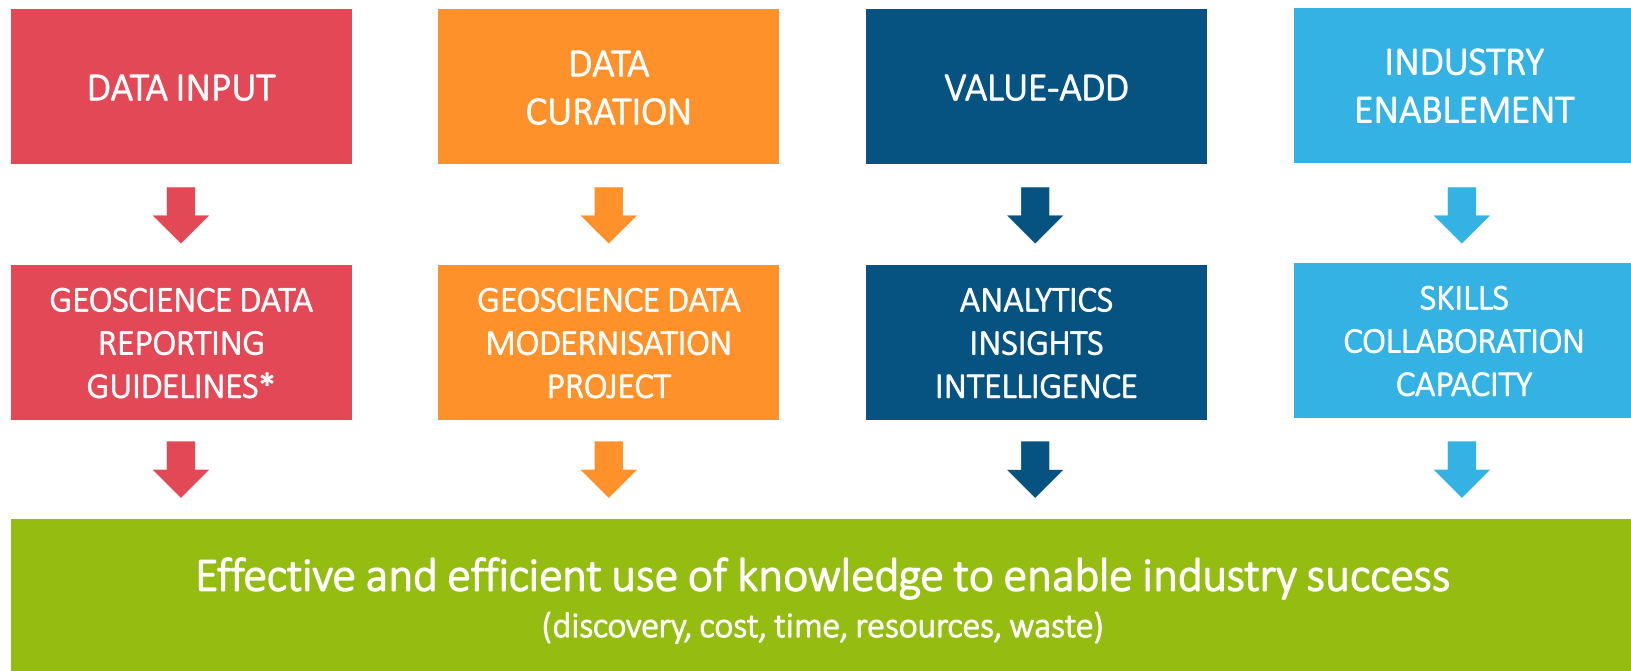 DATA INPUT
DATA
CURATION
VALUE-ADD
INDUSTRY
ENABLEMENT
GEOSCIENCE DATA
REPORTING
GUIDELINES*
GEOSCIENCE DATA
MODERNISATION
PROJECT
ANALYTICS
INSIGHTS
INTELLIGENCE
SKILLS
COLLABORATION
CAPACITY
Effective and efficient use of knowledge to enable industry success
(discovery, cost, time, resources, waste)